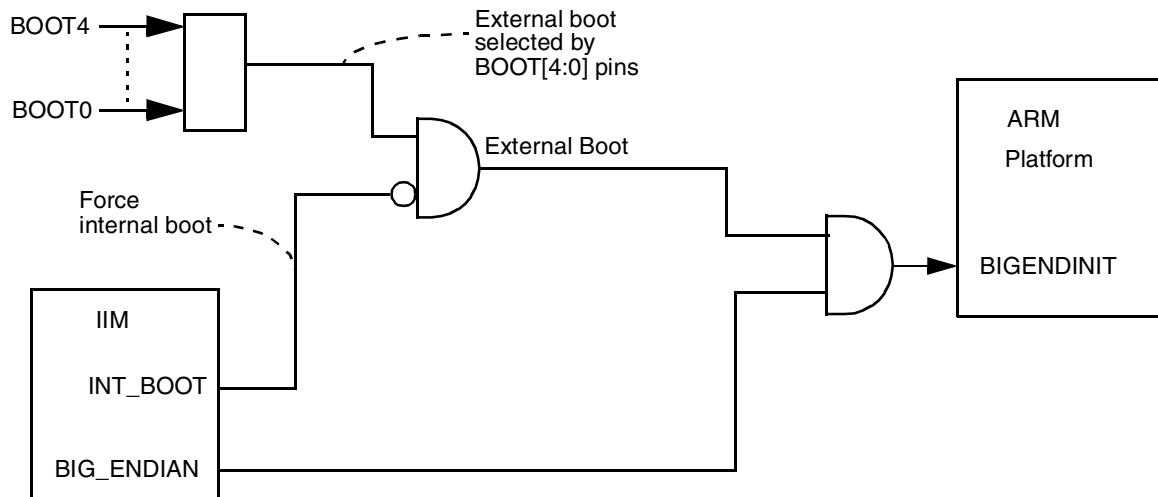 BOOT4
BOOT0
External boot
selected by
BOOT[4:0] pins
External Boot
Force
internal boot
IIM
INT_BOOT
BIG_ENDIAN
ARM
Platform
BIGENDINIT